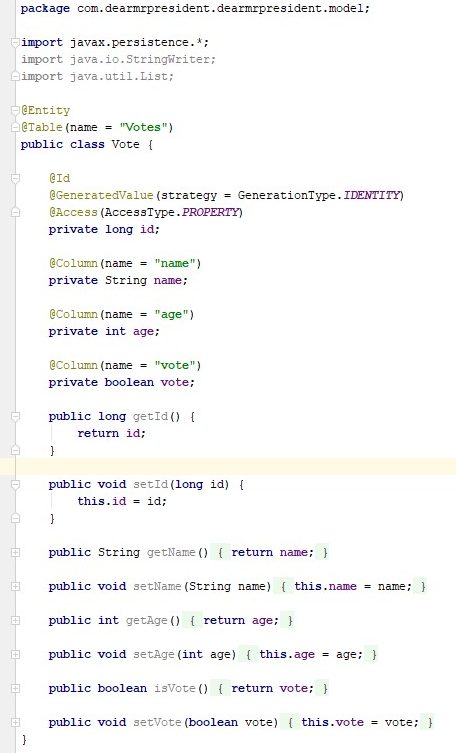 package com.dearmrpresident.dearmrpresident.model;
import javax.persistence.*;
import java.io.StringWriter;
import java.util.List;
@Entity
@Table(name = "Votes")
public class Vote {
@Id
@GeneratedValue(strategy = GenerationType.IDENTITY)
@Access(AccessType.PROPERTY)
private long id;
@Column(name = "name")
private String name;
@Column(name = "age")
private int age;
@Column(name = "vote")
private boolean vote;
public long getId() {
return id;
}
public void setId(long id) {
this.id = id;
}
public String getName() { return name; }
public void setName(String name) { this.name = name; }
public int getAge() { return age; }
public void setAge(int age) { this.age = age; }
public boolean isVote() { return vote; }
public void setVote(boolean vote) { this.vote = vote; }
}